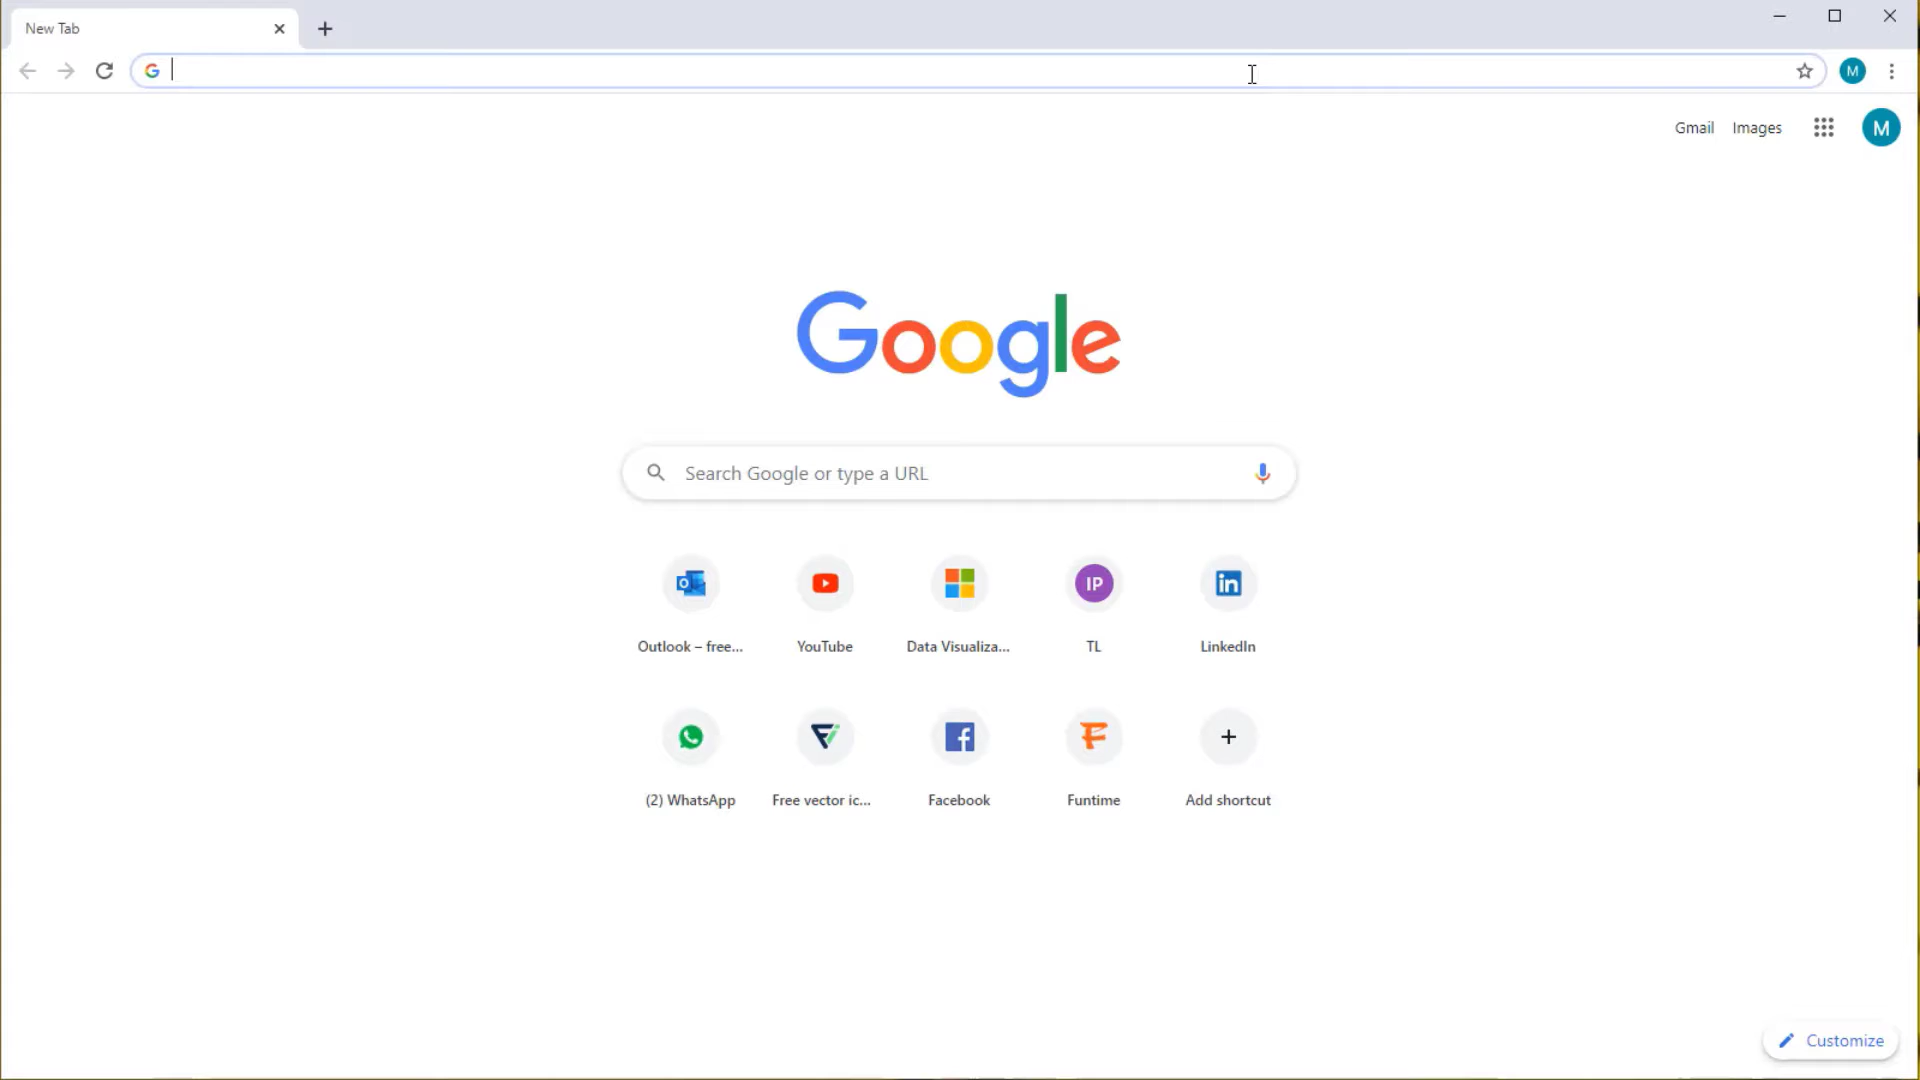 New Tab
G
M
Gmail Images
M
Google
Search Google or type a URL
IP
in
Outlook – free...
YouTube
Data Visualiza...
TL
LinkedIn
(2) WhatsApp
Free vector ic...
Facebook
Funtime
Add shortcut
Customize